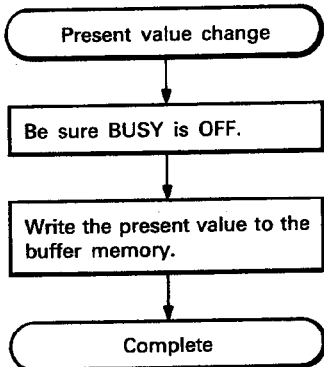 Present value change
Be sure BUSY is OFF.
Write the present value to the
buffer memory.
Complete